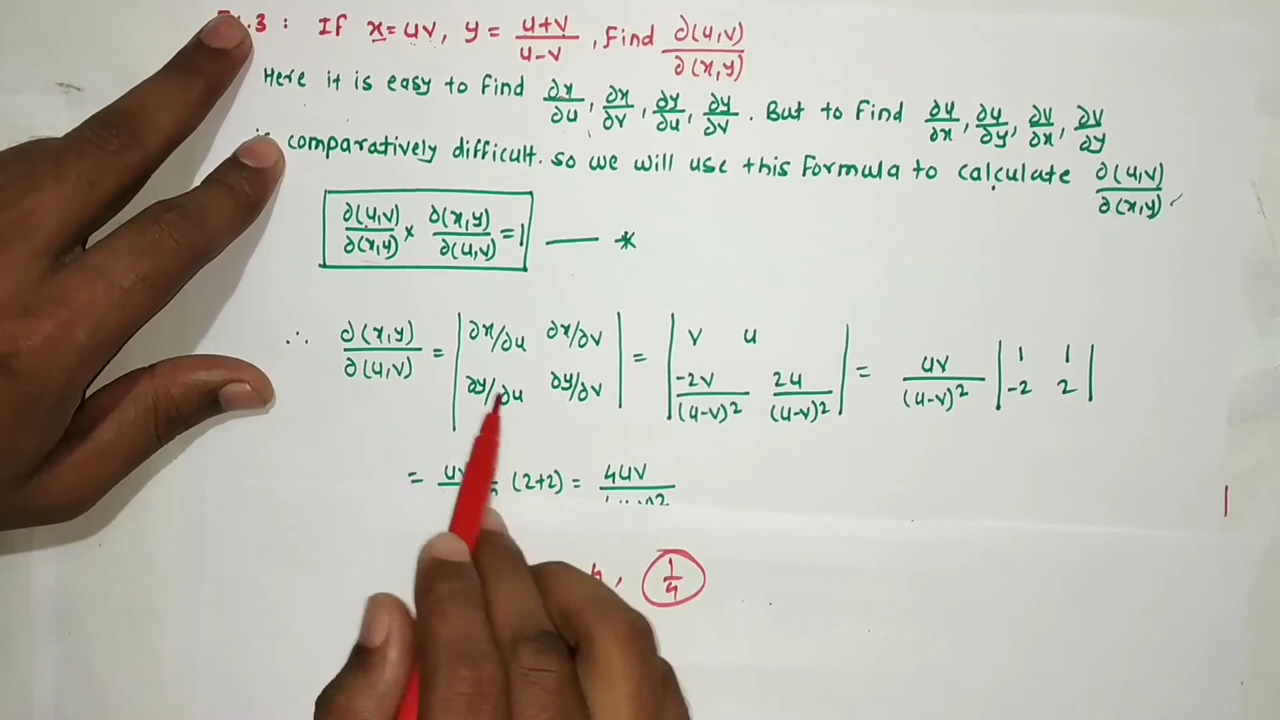 .3 : If x=uv, y = u+v/u-v, find ∂(u,v)/∂(x,y)
Here it is easy to find ∂x/∂u, ∂x/∂v, ∂y/∂u, ∂y/∂v. But to find ∂u/∂x, ∂u/∂y, ∂v/∂x, ∂v/∂y
comparatively difficult. so we will use this formula to calculate ∂(u,v)/∂(x,y).
∂(u,v)/∂(x,y) × ∂(x,y)/∂(u,v) = 1 — *
∴ ∂(x,y)/∂(u,v) = | ∂x/∂u ∂x/∂v | = | v u | = uv/(u-v)² | 1 1 |
| ∂y/∂u ∂y/∂v | | -2v/(u-v)² 2u/(u-v)² | | -2 2 |
= (2+2) = 4uv
, 1/4